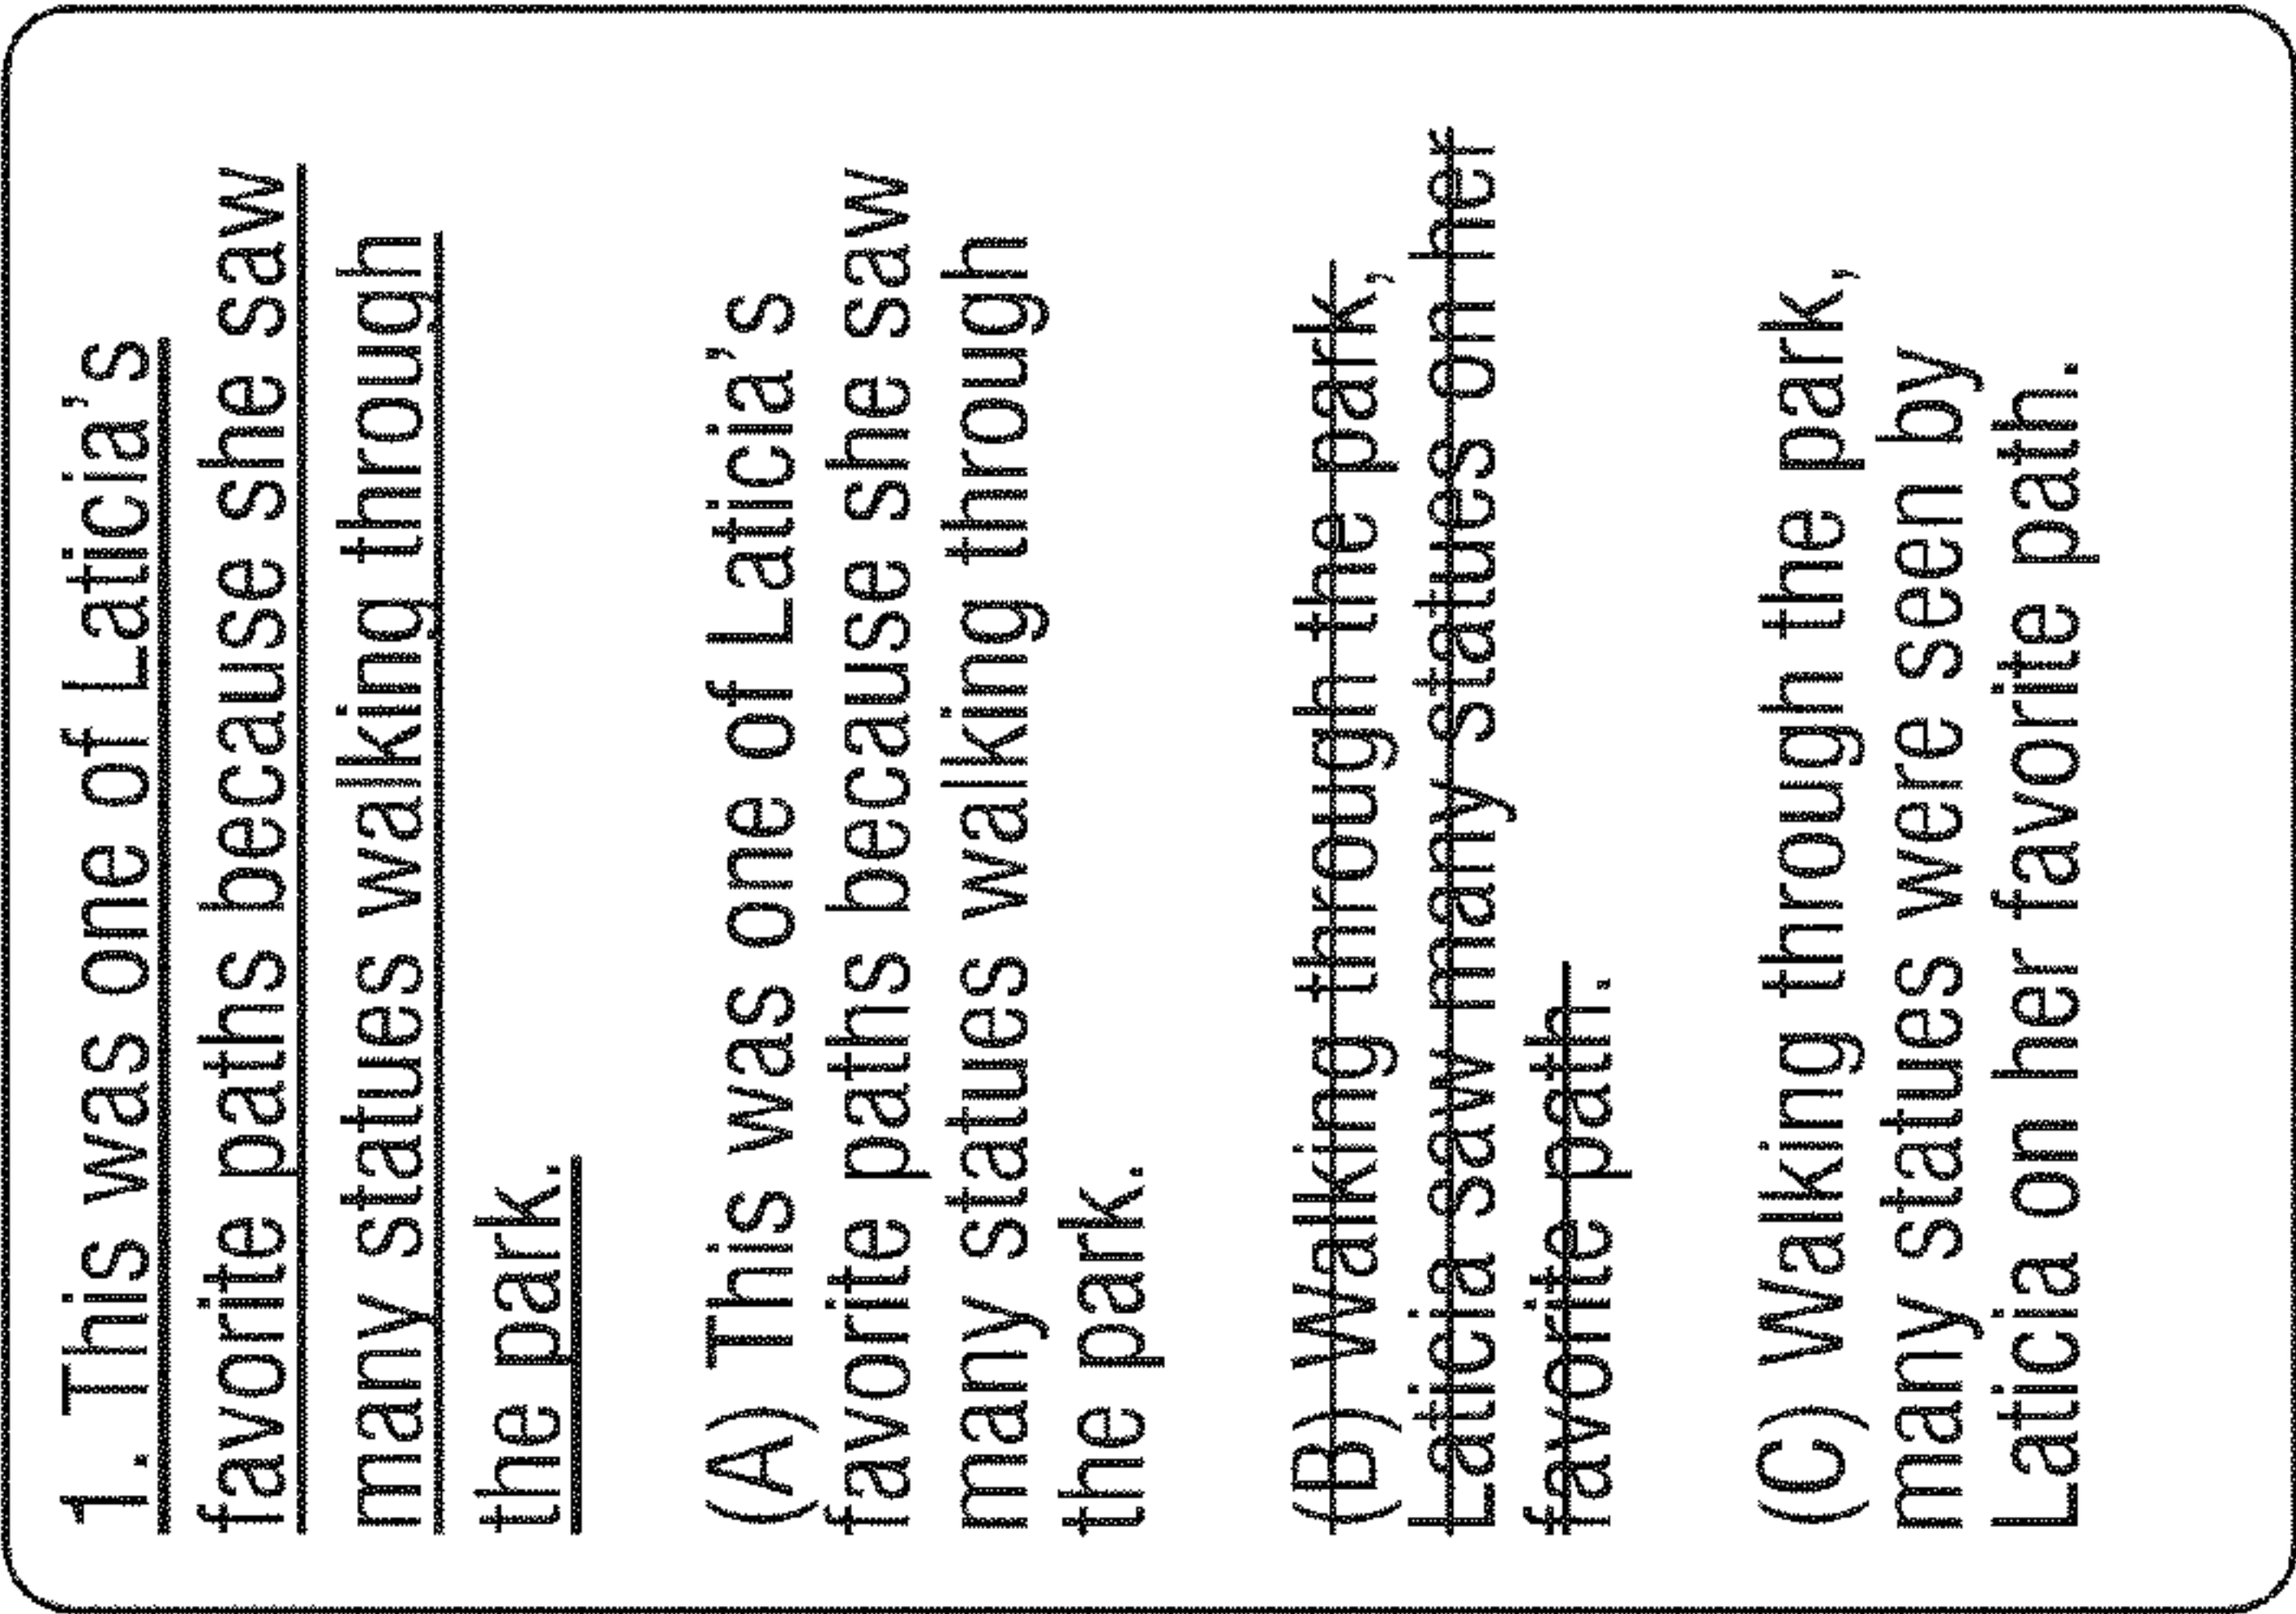 1. This was one of Laticia's
favorite paths because she saw
many statues walking through
the park.
(A) This was one of Laticia's
favorite paths because she saw
many statues walking through
the park.
(B) Walking through the park,
Laticia saw many statues on her
favorite path.
(C) Walking through the park,
many statues were seen by
Laticia on her favorite path.